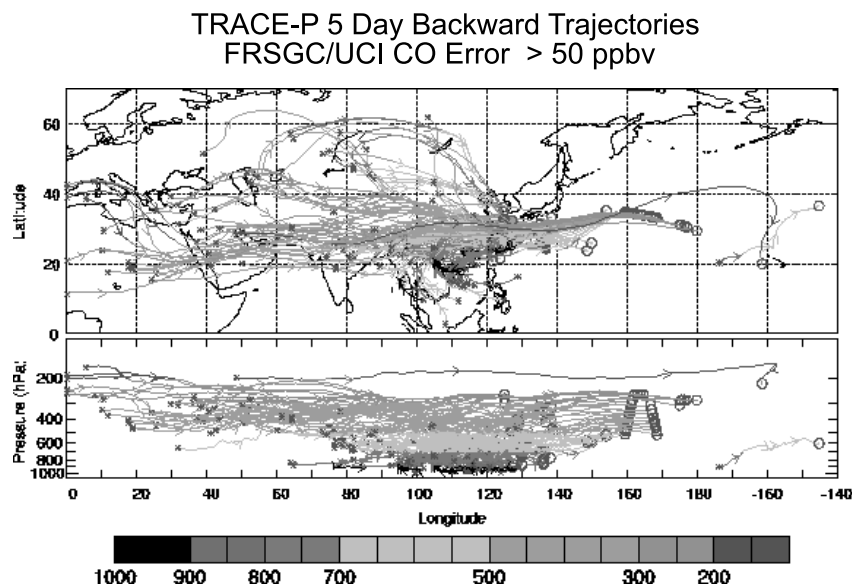 TRACE-P 5 Day Backward Trajectories
FRSGC/UCI CO Error > 50 ppbv
Latitude
60
40
20
0
Pressure (hPa)
200
400
600
800
1000
0 20 40 60 80 100 120 140 160 180 -160 -140
Longitude
1000 900 800 700 500 300 200